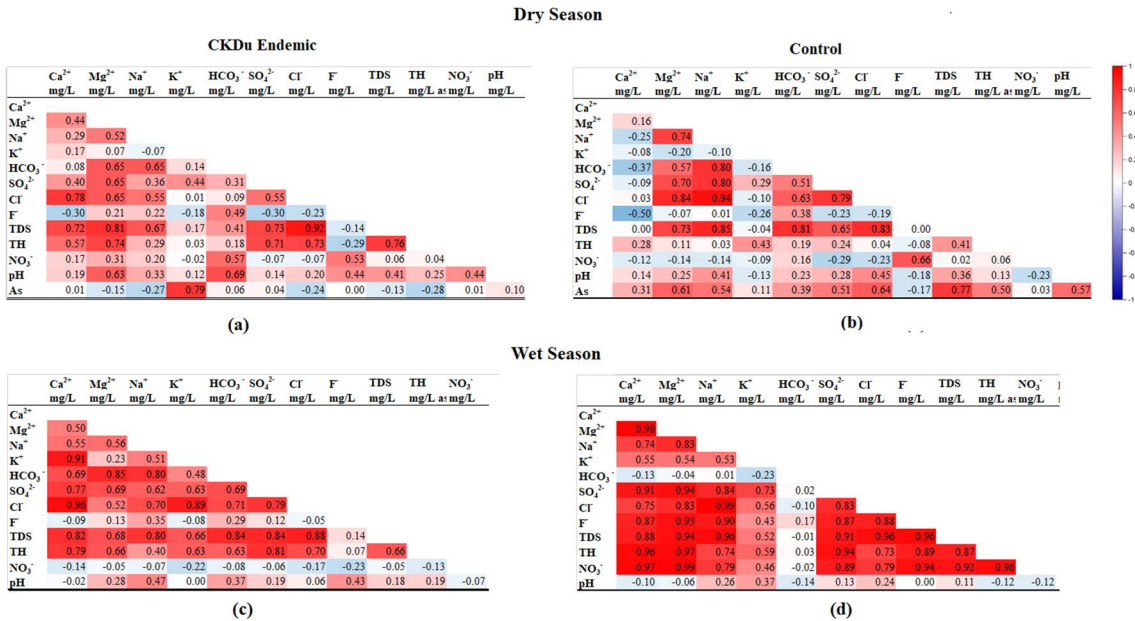 Dry Season
CKDu Endemic
Ca²⁺ Mg²⁺ Na⁺ K⁺ HCO₃⁻ SO₄²⁻ Cl⁻ F⁻ TDS TH NO₃⁻ pH
mg/L mg/L mg/L mg/L mg/L mg/L mg/L mg/L mg/L mg/L as mg/L
Ca²⁺
Mg²⁺ 0.44
Na⁺ 0.29 0.52
K⁺ 0.17 0.07 -0.07
HCO₃⁻ 0.08 0.65 0.65 0.14
SO₄²⁻ 0.40 0.65 0.36 0.44 0.31
Cl⁻ 0.78 0.65 0.55 0.01 0.09 0.55
F⁻ -0.30 0.21 0.22 -0.18 0.49 -0.30 -0.23
TDS 0.72 0.81 0.67 0.17 0.41 0.73 0.92 -0.14
TH 0.57 0.74 0.29 0.03 0.18 0.71 0.73 -0.29 0.76
NO₃⁻ 0.17 0.31 0.20 -0.02 0.57 -0.07 -0.07 0.53 0.06 0.04
pH 0.19 0.63 0.33 0.12 0.69 0.14 0.20 0.44 0.41 0.25 0.44
As 0.01 -0.15 -0.27 0.79 0.06 0.04 -0.24 0.00 -0.13 -0.28 0.01 0.10
(a)
Control
Ca²⁺ Mg²⁺ Na⁺ K⁺ HCO₃⁻ SO₄²⁻ Cl⁻ F⁻ TDS TH NO₃⁻ pH
mg/L mg/L mg/L mg/L mg/L mg/L mg/L mg/L mg/L mg/L as mg/L
Ca²⁺
Mg²⁺ 0.16
Na⁺ -0.25 0.74
K⁺ -0.08 -0.20 -0.10
HCO₃⁻ -0.37 0.57 0.80 -0.16
SO₄²⁻ -0.09 0.70 0.80 0.29 0.51
Cl⁻ 0.03 0.84 0.94 -0.10 0.63 0.79
F⁻ -0.50 -0.07 0.01 -0.26 0.38 -0.23 -0.19
TDS 0.00 0.73 0.85 -0.04 0.81 0.65 0.83 0.00
TH 0.28 0.11 0.03 0.43 0.19 0.24 0.04 -0.08 0.41
NO₃⁻ -0.12 -0.14 -0.14 -0.09 0.16 -0.29 -0.23 0.66 0.02 0.06
pH 0.14 0.25 0.41 -0.13 0.23 0.28 0.45 -0.18 0.36 0.13 -0.23
As 0.31 0.61 0.54 0.11 0.39 0.51 0.64 -0.17 0.77 0.50 0.03 0.57
(b)
1
0.8
0.6
0.4
0.2
0
-0.2
-0.4
-0.6
-0.8
-1
Wet Season
Ca²⁺ Mg²⁺ Na⁺ K⁺ HCO₃⁻ SO₄²⁻ Cl⁻ F⁻ TDS TH NO₃⁻
mg/L mg/L mg/L mg/L mg/L mg/L mg/L mg/L mg/L mg/L as mg/L
Ca²⁺
Mg²⁺ 0.50
Na⁺ 0.55 0.56
K⁺ 0.91 0.23 0.51
HCO₃⁻ 0.69 0.85 0.80 0.48
SO₄²⁻ 0.77 0.69 0.62 0.63 0.69
Cl⁻ 0.96 0.52 0.70 0.89 0.71 0.79
F⁻ -0.09 0.13 0.35 -0.08 0.29 0.12 -0.05
TDS 0.82 0.68 0.80 0.66 0.84 0.84 0.88 0.14
TH 0.79 0.66 0.40 0.63 0.63 0.81 0.70 0.07 0.66
NO₃⁻ -0.14 -0.05 -0.07 -0.22 -0.08 -0.06 -0.17 -0.23 -0.05 -0.13
pH -0.02 0.28 0.47 0.00 0.37 0.19 0.06 0.43 0.18 0.19 -0.07
(c)
Ca²⁺ Mg²⁺ Na⁺ K⁺ HCO₃⁻ SO₄²⁻ Cl⁻ F⁻ TDS TH NO₃⁻
mg/L mg/L mg/L mg/L mg/L mg/L mg/L mg/L mg/L mg/L as mg/L
Ca²⁺
Mg²⁺ 0.98
Na⁺ 0.74 0.83
K⁺ 0.55 0.54 0.53
HCO₃⁻ -0.13 -0.04 0.01 -0.23
SO₄²⁻ 0.91 0.94 0.84 0.73 0.02
Cl⁻ 0.75 0.83 0.99 0.56 -0.10 0.83
F⁻ 0.87 0.93 0.90 0.43 0.17 0.87 0.88
TDS 0.88 0.94 0.96 0.52 -0.01 0.91 0.96 0.96
TH 0.96 0.97 0.74 0.59 0.03 0.94 0.73 0.89 0.87
NO₃⁻ 0.97 0.99 0.79 0.46 -0.02 0.89 0.79 0.94 0.92 0.96
pH -0.10 -0.06 0.26 0.37 -0.14 0.13 0.24 0.00 0.11 -0.12 -0.12
(d)